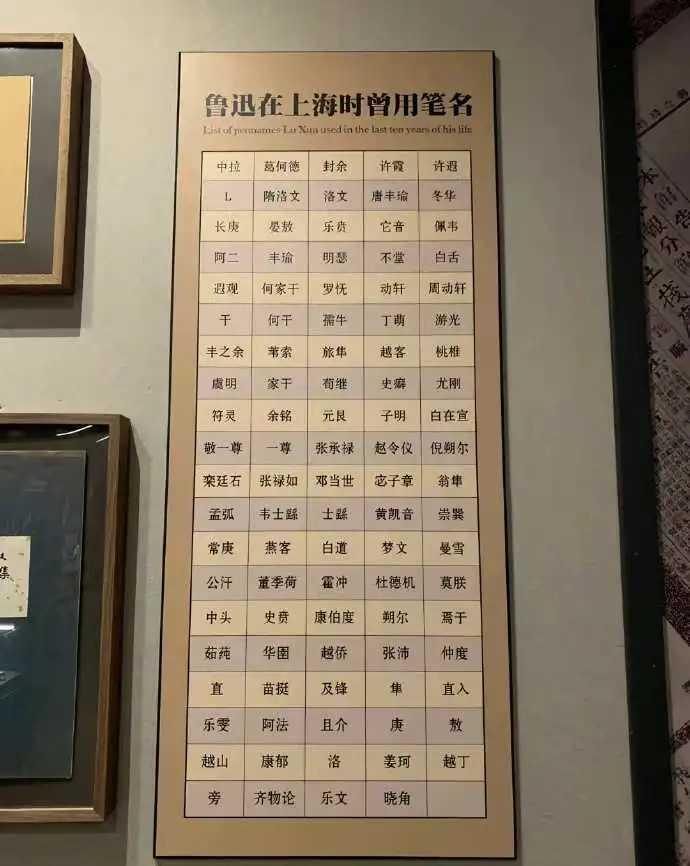 鲁迅在上海时曾用笔名
List of pennames Lu Xun used in the last ten years of his life
中拉 葛何德 封余 许霞 许遐
L 隋洛文 洛文 唐丰瑜 冬华
长庚 晏敖 乐贲 它音 佩韦
阿二 丰瑜 明瑟 不堂 白舌
遐观 何家干 罗怃 动轩 周动轩
干 何干 孺牛 丁萌 游光
丰之余 苇索 旅隼 越客 桃椎
虞明 家干 荀继 史癖 尤刚
符灵 余铭 元艮 子明 白在宣
敬一尊 一尊 张承禄 赵令仪 倪朔尔
栾廷石 张禄如 邓当世 宓子章 翁隼
孟弧 韦士繇 士繇 黄凯音 崇巽
常庚 燕客 白道 梦文 曼雪
公汗 董季荷 霍冲 杜德机 莫朕
中头 史贲 康伯度 朔尔 焉于
茹莼 华圉 越侨 张沛 仲度
直 苗挺 及锋 隼 直入
乐雯 阿法 且介 庚 敖
越山 康郁 洛 姜珂 越丁
旁 齐物论 乐文 晓角
集